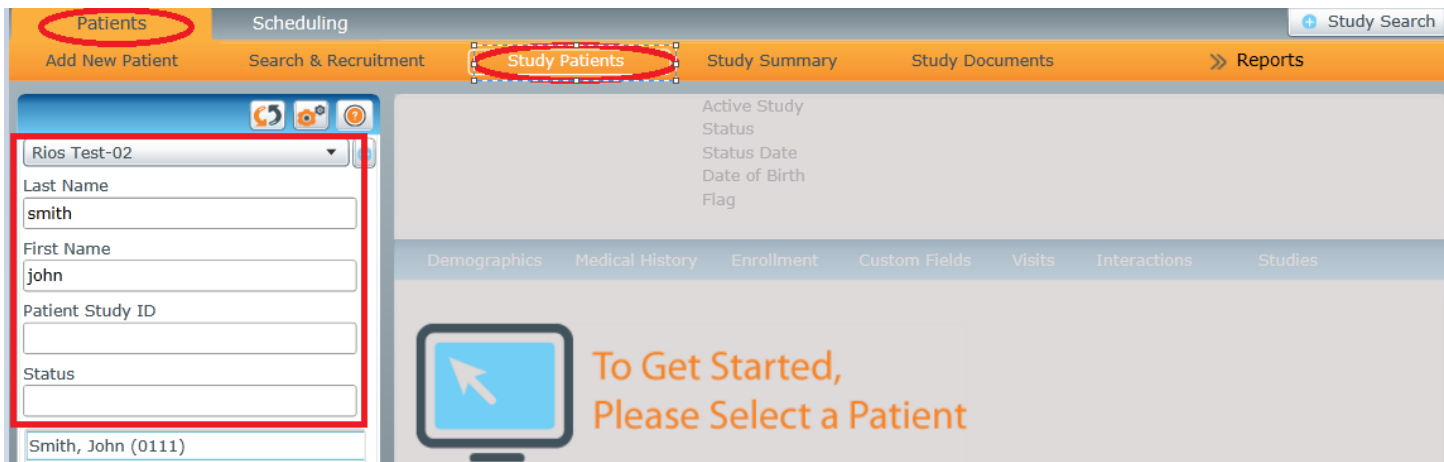 Patients Scheduling Study Search
Add New Patient Search & Recruitment Study Patients Study Summary Study Documents >> Reports
Rios Test-02
Last Name
smith
First Name
john
Patient Study ID
Status
Smith, John (0111)
Active Study
Status
Status Date
Date of Birth
Flag
Demographics Medical History Enrollment Custom Fields Visits Interactions Studies
To Get Started,
Please Select a Patient